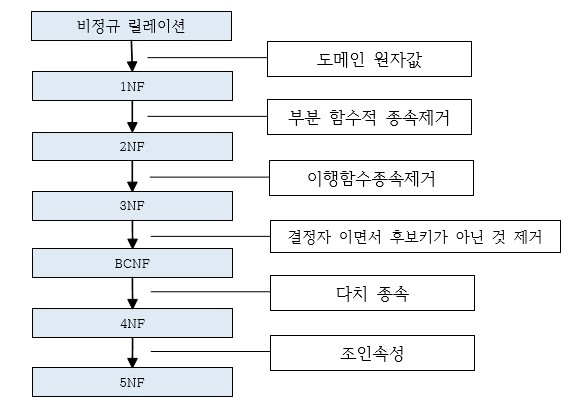 비정규 릴레이션
도메인 원자값
1NF
부분 함수적 종속제거
2NF
이행함수종속제거
3NF
결정자 이면서 후보키가 아닌 것 제거
BCNF
다치 종속
4NF
조인속성
5NF